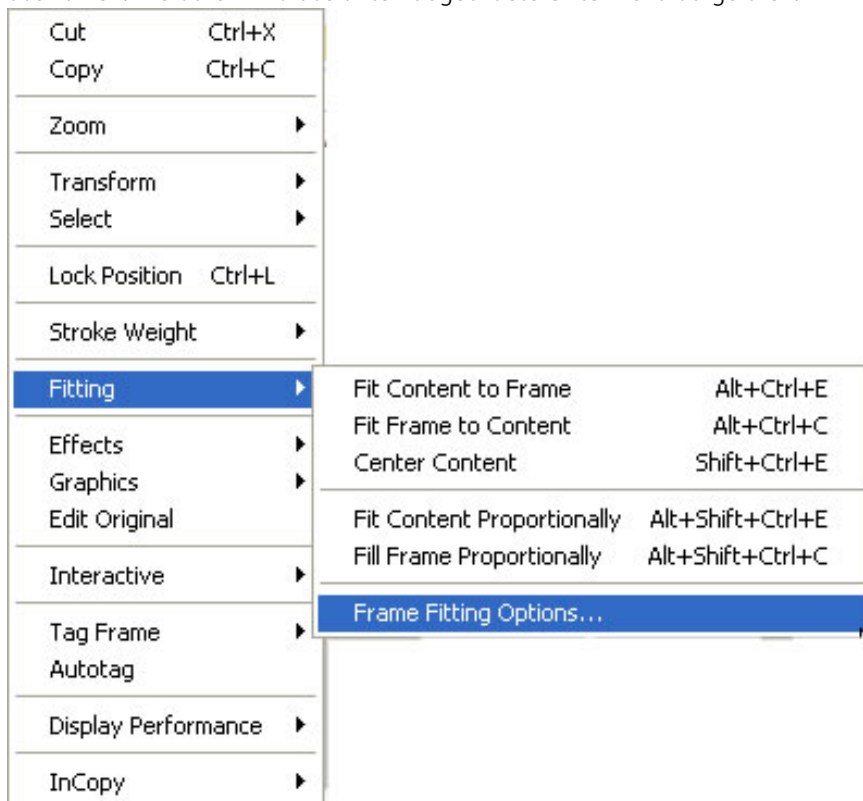 Cut Ctrl+X
Copy Ctrl+C
Zoom
Transform
Select
Lock Position Ctrl+L
Stroke Weight
Fitting
Fit Content to Frame Alt+Ctrl+E
Fit Frame to Content Alt+Ctrl+C
Center Content Shift+Ctrl+E
Fit Content Proportionally Alt+Shift+Ctrl+E
Fill Frame Proportionally Alt+Shift+Ctrl+C
Frame Fitting Options...
Effects
Graphics
Edit Original
Interactive
Tag Frame
Autotag
Display Performance
InCopy